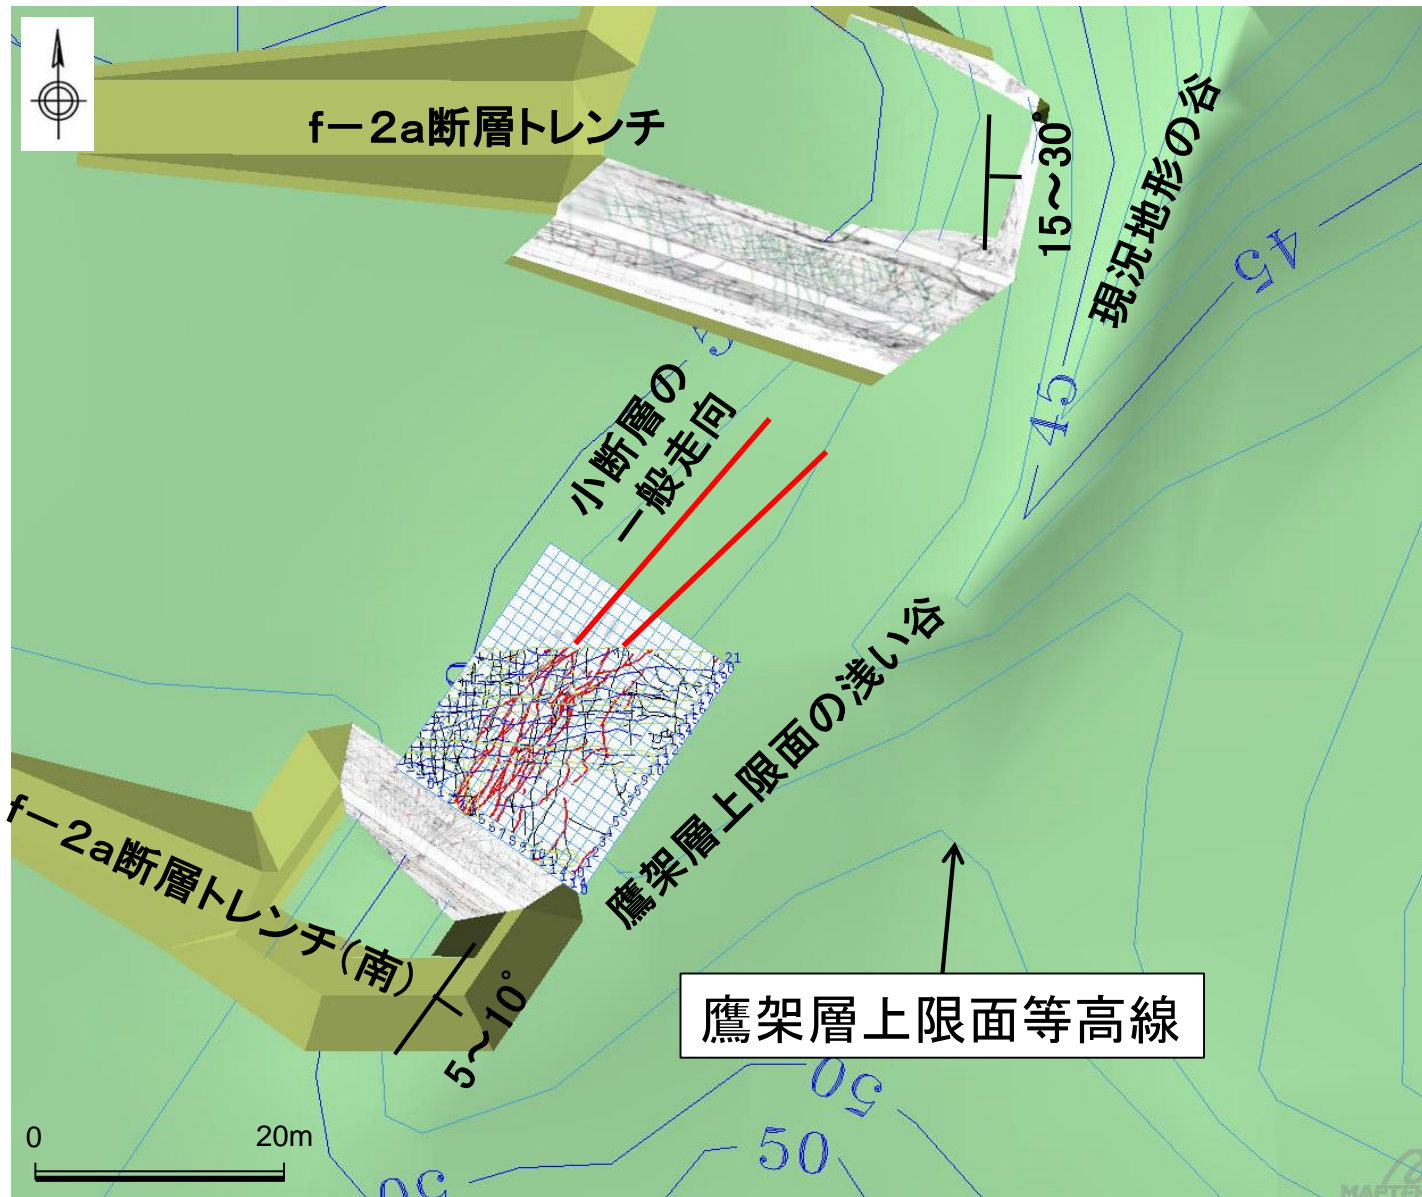 f－2a断層トレンチ
15～30°
現況地形の谷
45
45
小断層の
一般走向
鷹架層上限面の浅い谷
21
f－2a断層トレンチ（南）
5～10°
鷹架層上限面等高線
50
50
50
0
20m